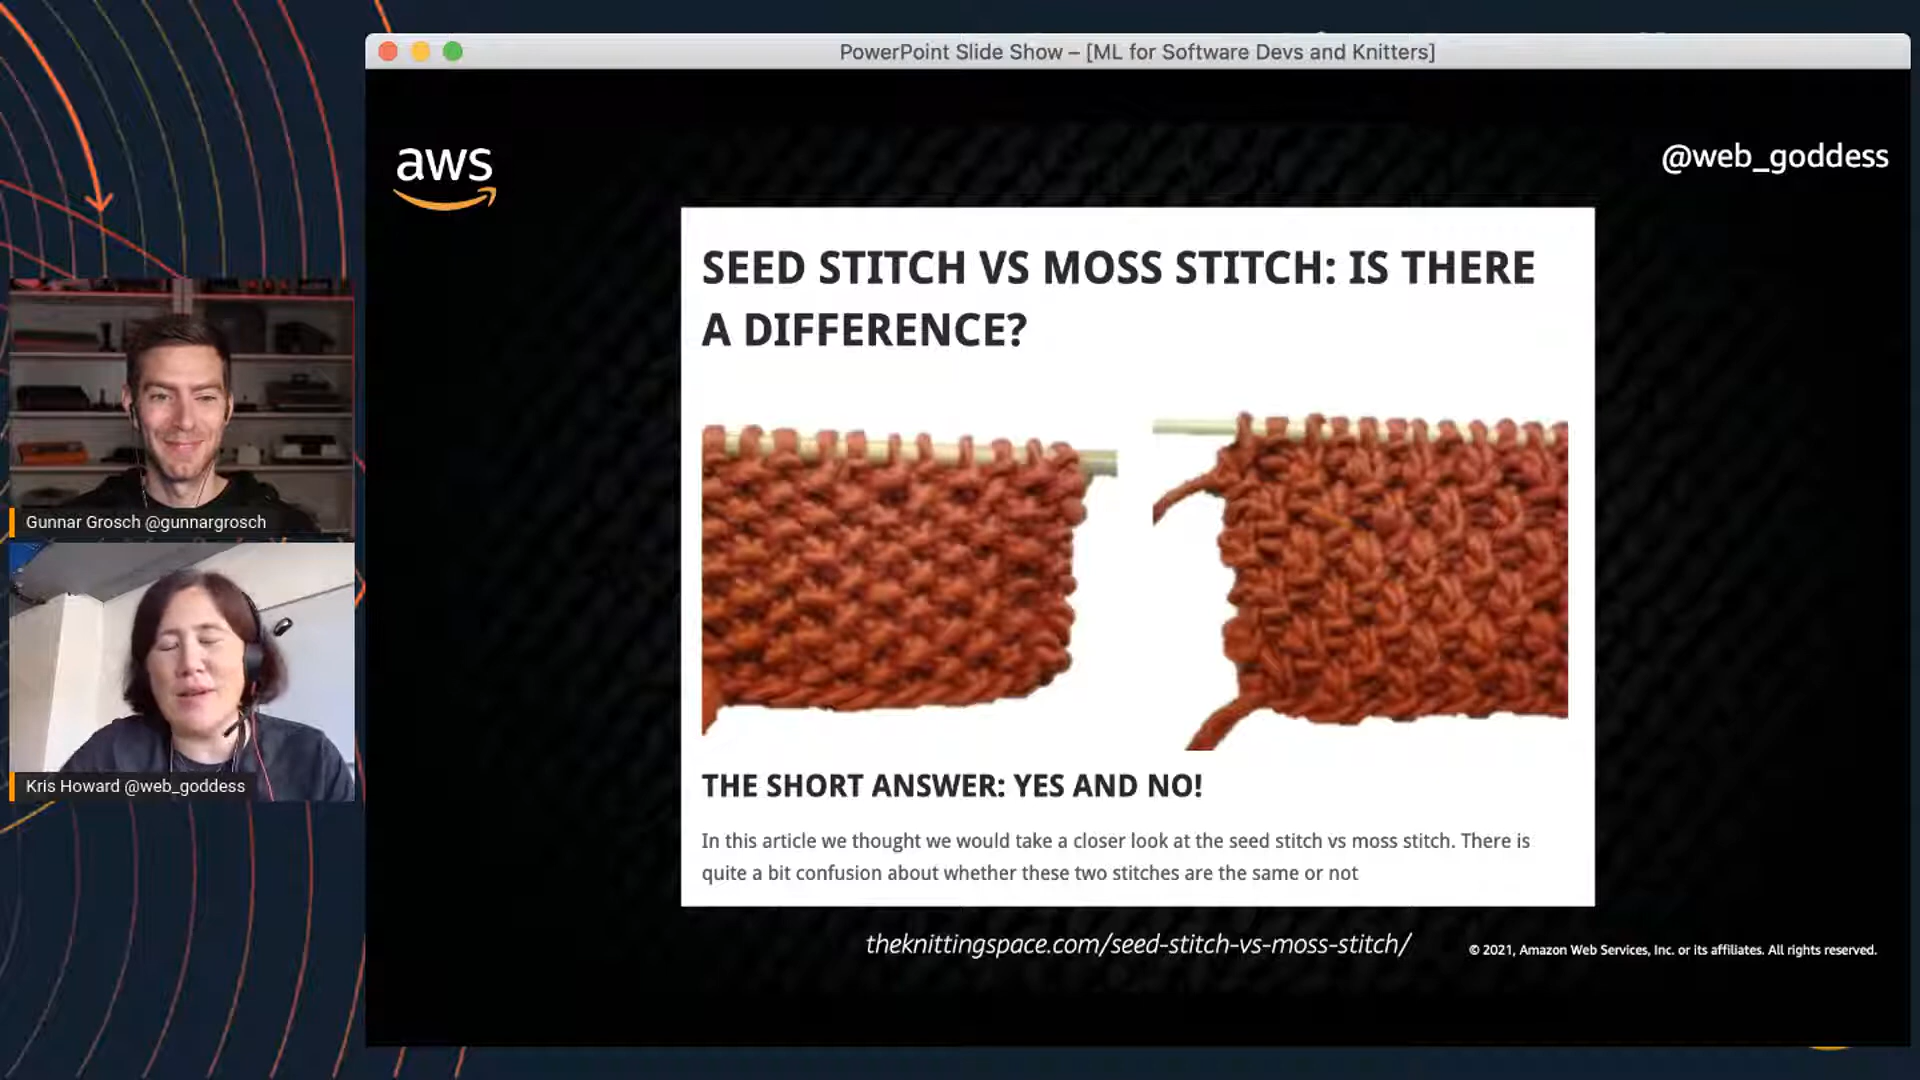 PowerPoint Slide Show – [ML for Software Devs and Knitters]
aws
@web_goddess
SEED STITCH VS MOSS STITCH: IS THERE
A DIFFERENCE?
Gunnar Grosch @gunnargrosch
Kris Howard @web_goddess
THE SHORT ANSWER: YES AND NO!
In this article we thought we would take a closer look at the seed stitch vs moss stitch. There is
quite a bit confusion about whether these two stitches are the same or not
theknittingspace.com/seed-stitch-vs-moss-stitch/
© 2021, Amazon Web Services, Inc. or its affiliates. All rights reserved.